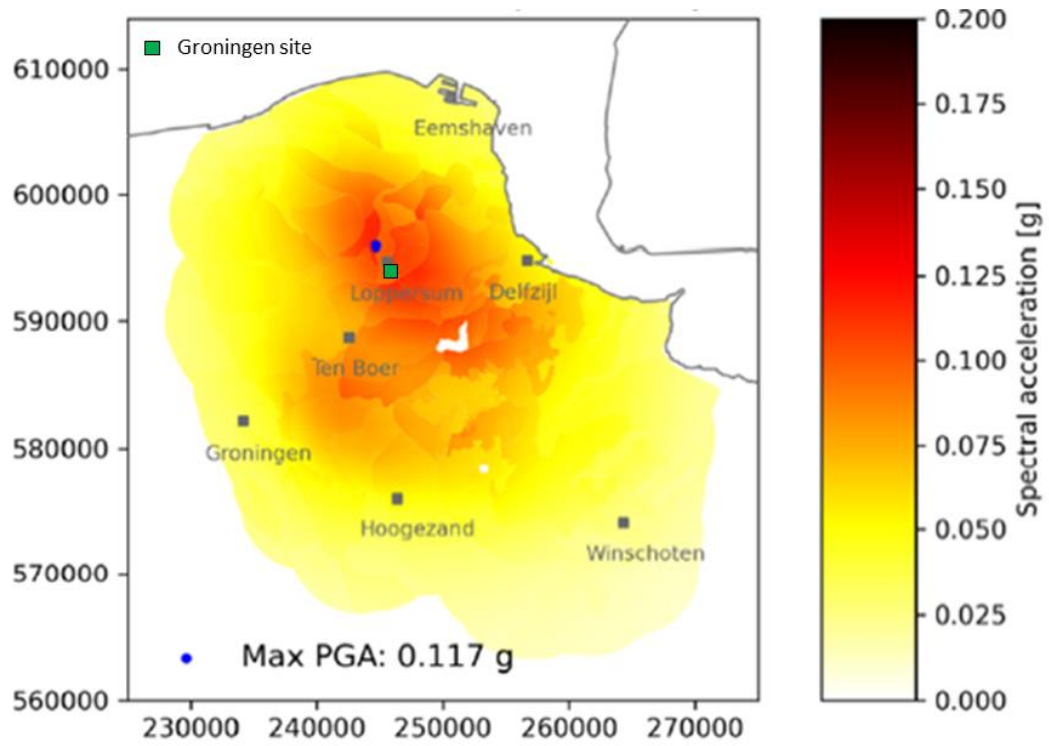 Groningen site
610000
600000
590000
580000
570000
560000
230000 240000 250000 260000 270000
Eemshaven
Loppersum
Delfzijl
Ten Boer
Groningen
Hoogezand
Winschoten
Max PGA: 0.117 g
0.200
0.175
0.150
0.125
0.100
0.075
0.050
0.025
0.000
Spectral acceleration [g]